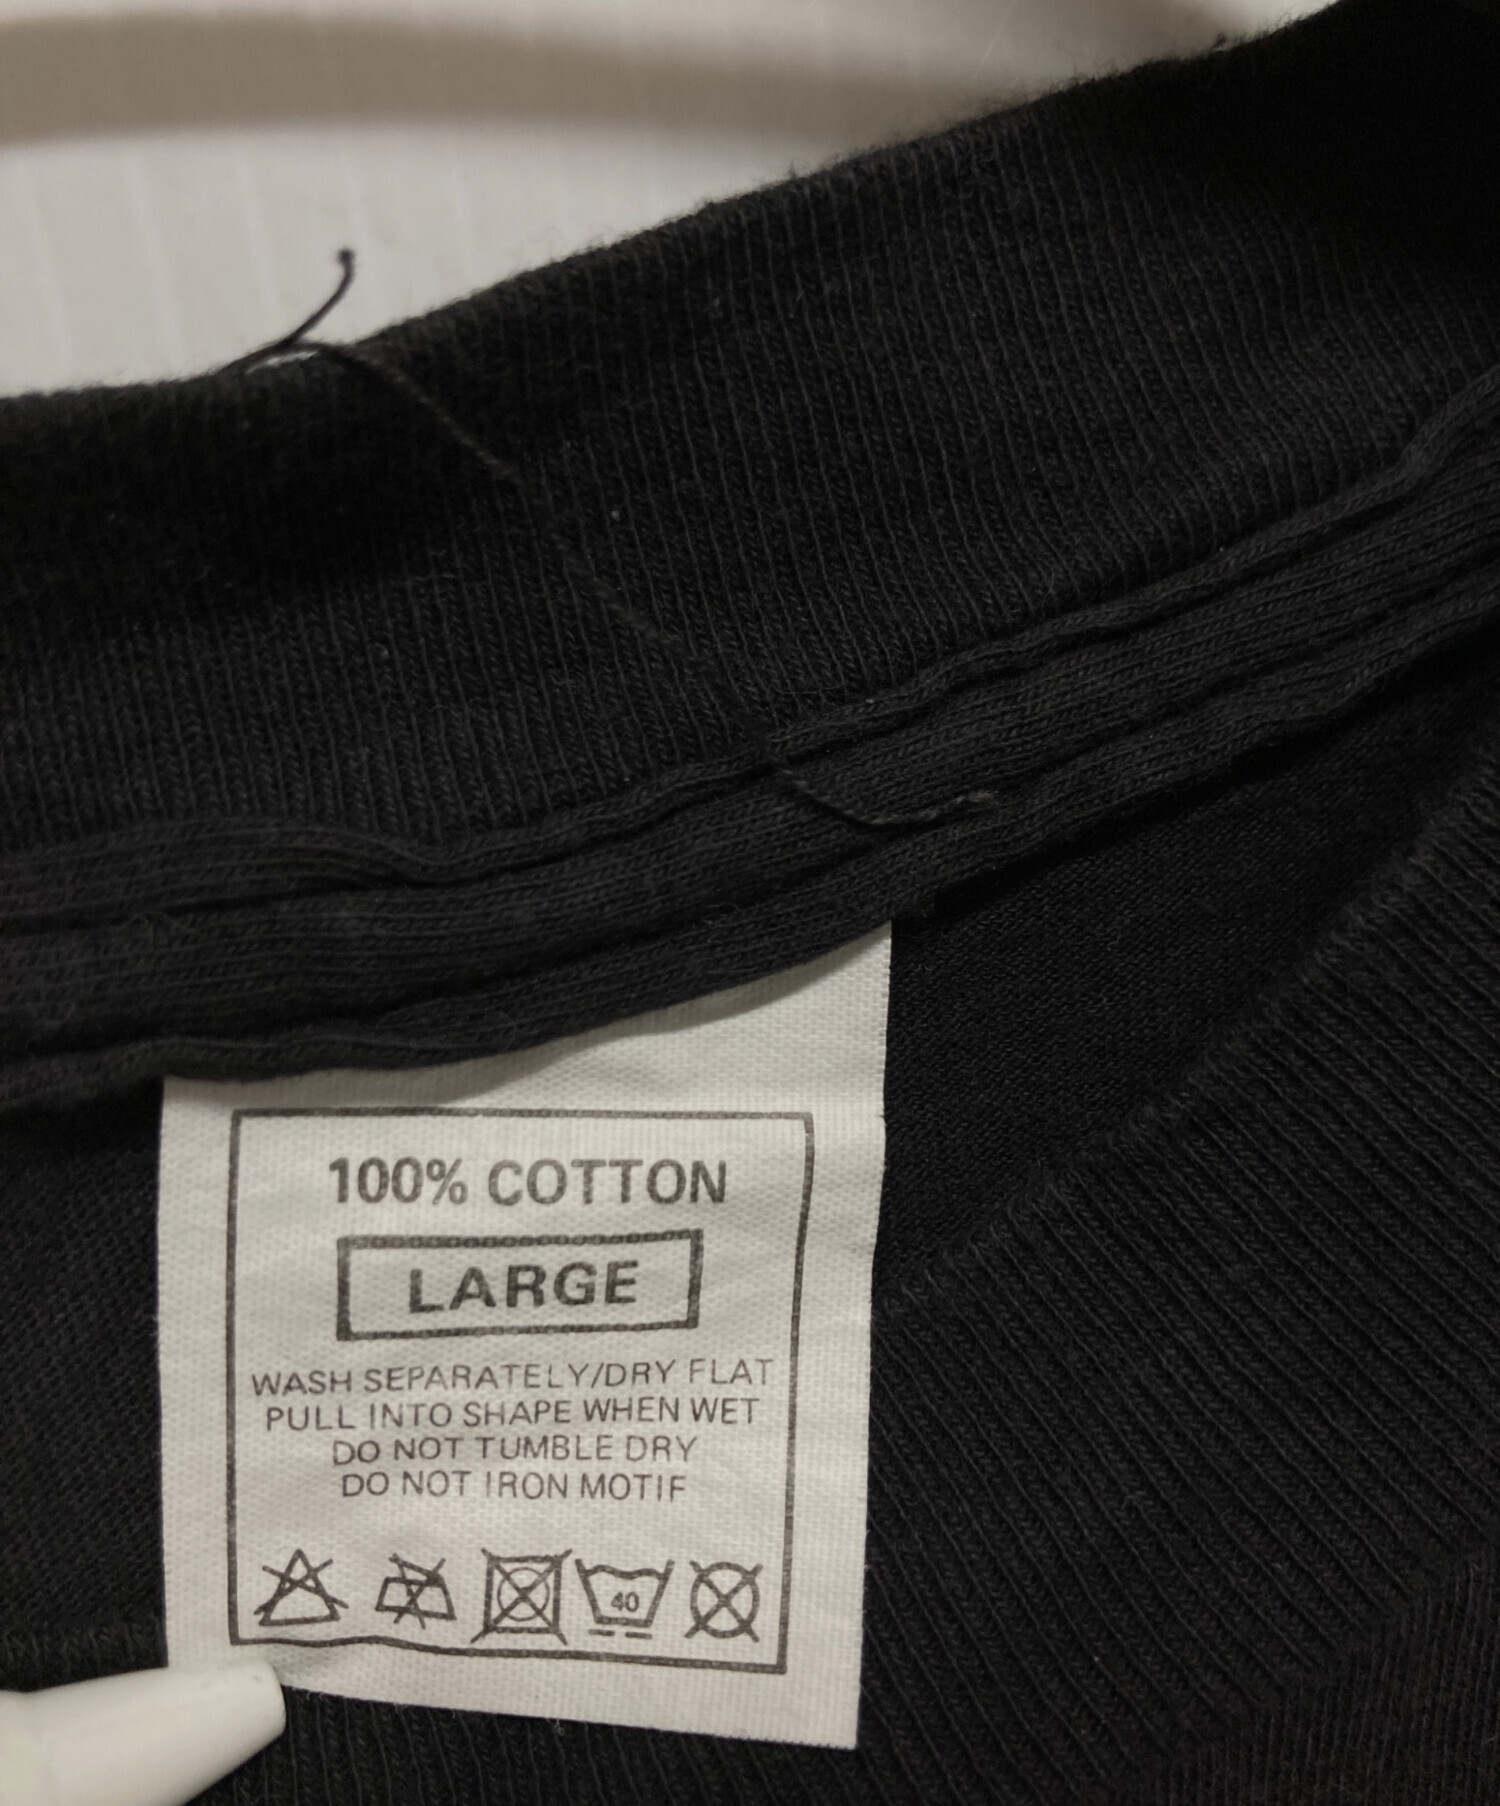 100% COTTON
LARGE
WASH SEPARATELY/DRY FLAT
PULL INTO SHAPE WHEN WET
DO NOT TUMBLE DRY
DO NOT IRON MOTIF
40